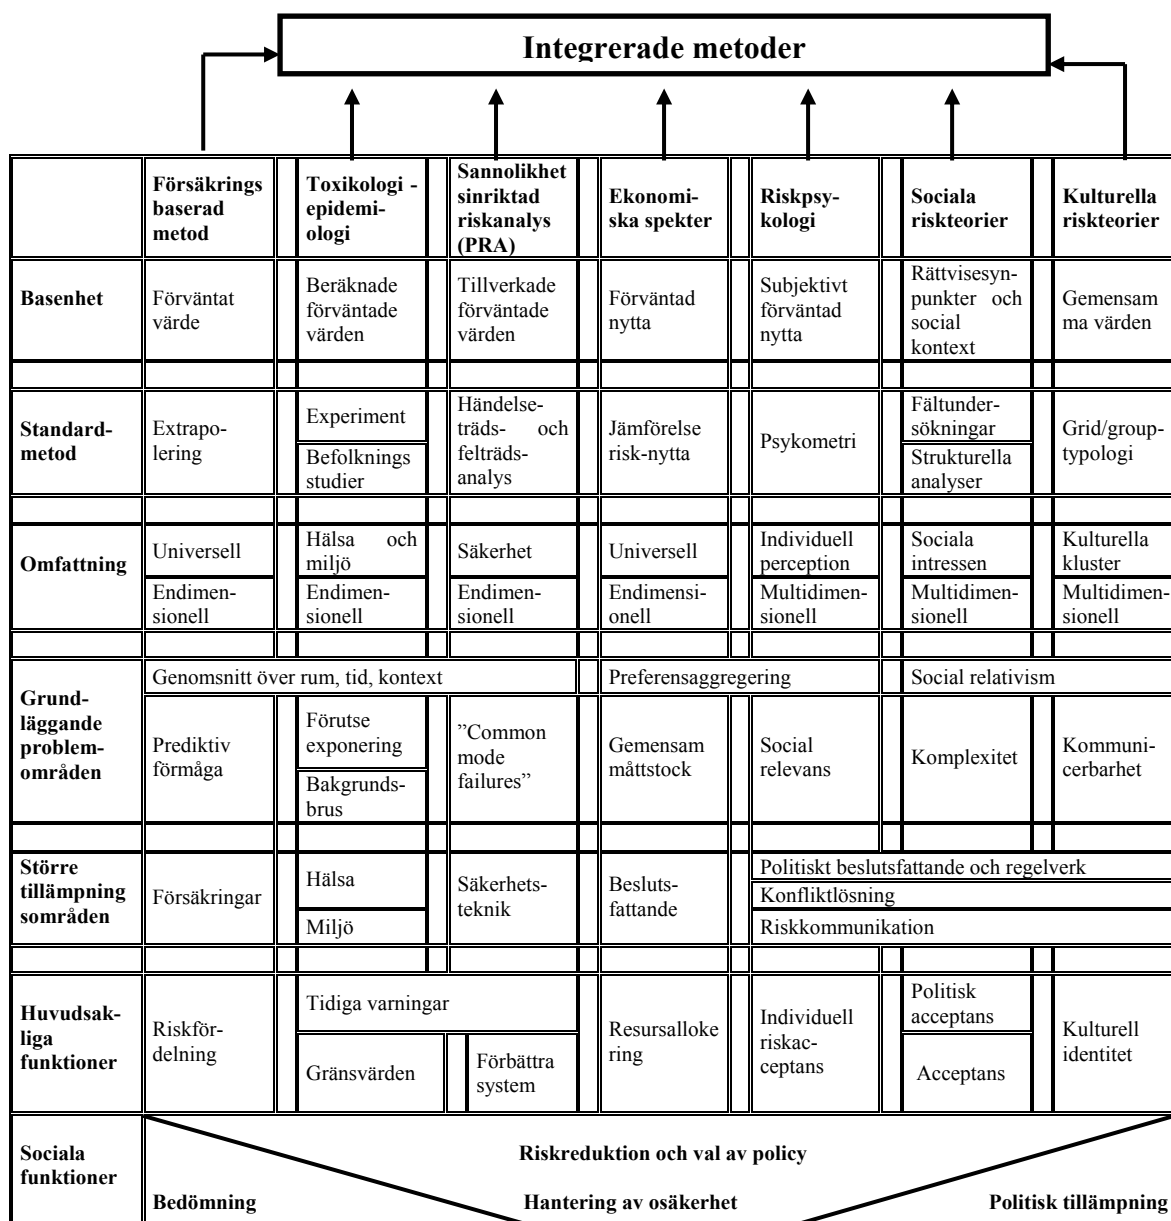 Integrerade metoder
Försäkrings
baserad
metod
Toxikologi -
epidemi-
ologi
Sannolikhet
sinriktad
riskanalys
(PRA)
Ekonomi-
ska spekter
Riskpsy-
kologi
Sociala
riskteorier
Kulturella
riskteorier
Basenhet
Förväntat
värde
Beräknade
förväntade
värden
Tillverkade
förväntade
värden
Förväntad
nytta
Subjektivt
förväntad
nytta
Rättvisesyn-
punkter och
social
kontext
Gemensam
ma värden
Standard-
metod
Extrapo-
lering
Experiment
Befolknings
studier
Händelse-
träds- och
felträds-
analys
Jämförelse
risk-nytta
Psykometri
Fältunder-
sökningar
Strukturella
analyser
Grid/group-
typologi
Omfattning
Universell
Hälsa och
miljö
Säkerhet
Universell
Individuell
perception
Sociala
intressen
Kulturella
kluster
Endimen-
sionell
Endimen-
sionell
Endimen-
sionell
Endimensi-
onell
Multidimen-
sionell
Multidimen-
sionell
Multidimen-
sionell
Grund-
läggande
problem-
områden
Genomsnitt över rum, tid, kontext
Preferensaggregering
Social relativism
Prediktiv
förmåga
Förutse
exponering
Bakgrunds-
brus
”Common
mode
failures”
Gemensam
måttstock
Social
relevans
Komplexitet
Kommuni-
cerbarhet
Större
tillämpning
sområden
Försäkringar
Hälsa
Miljö
Säkerhets-
teknik
Besluts-
fattande
Politiskt beslutsfattande och regelverk
Konfliktlösning
Riskkommunikation
Huvudsak-
liga
funktioner
Riskför-
delning
Tidiga varningar
Gränsvärden
Förbättra
system
Resursalloke
ring
Individuell
riskac-
ceptans
Politisk
acceptans
Acceptans
Kulturell
identitet
Sociala
funktioner
Riskreduktion och val av policy
Bedömning
Hantering av osäkerhet
Politisk tillämpning